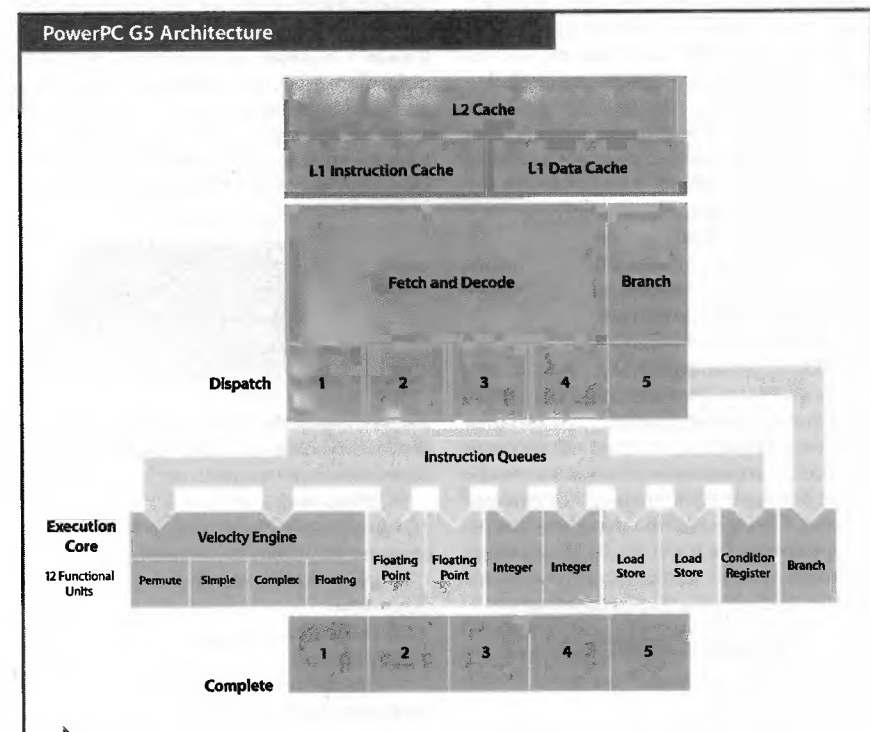 PowerPC G5 Architecture
L2 Cache
L1 Instruction Cache
L1 Data Cache
Fetch and Decode
Branch
Dispatch
1
2
3
4
5
Instruction Queues
Execution
Core
12 Functional
Units
Velocity Engine
Permute
Simple
Complex
Floating
Floating
Point
Floating
Point
Integer
Integer
Load
Store
Load
Store
Condition
Register
Branch
Complete
1
2
3
4
5